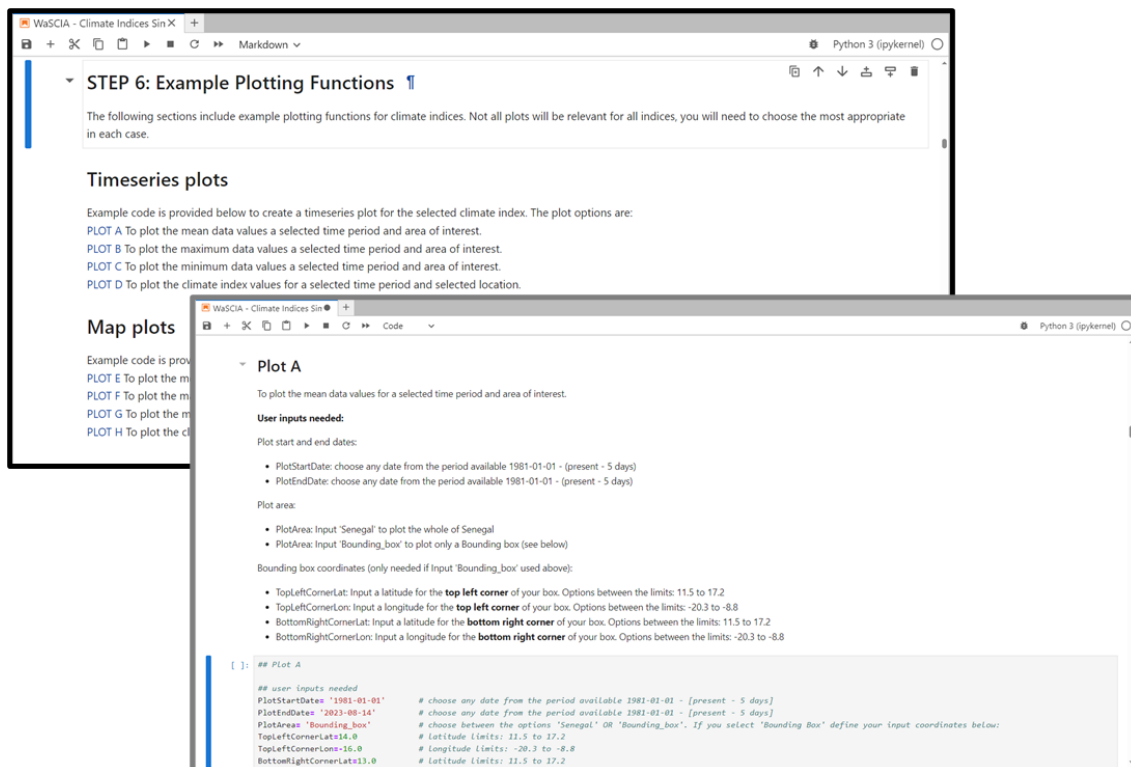 WaSCIA - Climate Indices Sin
Markdown
Python 3 (ipykernel)
STEP 6: Example Plotting Functions ¶
The following sections include example plotting functions for climate indices. Not all plots will be relevant for all indices, you will need to choose the most appropriate
in each case.
Timeseries plots
Example code is provided below to create a timeseries plot for the selected climate index. The plot options are:
PLOT A To plot the mean data values a selected time period and area of interest.
PLOT B To plot the maximum data values a selected time period and area of interest.
PLOT C To plot the minimum data values a selected time period and area of interest.
PLOT D To plot the climate index values for a selected time period and selected location.
Map plots
Example code is prov
PLOT E To plot the m
PLOT F To plot the m
PLOT G To plot the m
PLOT H To plot the cl
WaSCIA - Climate Indices Sin
Code
Python 3 (ipykernel)
Plot A
To plot the mean data values for a selected time period and area of interest.
User inputs needed:
Plot start and end dates:
• PlotStartDate: choose any date from the period available 1981-01-01 - (present - 5 days)
• PlotEndDate: choose any date from the period available 1981-01-01 - (present - 5 days)
Plot area:
• PlotArea: Input 'Senegal' to plot the whole of Senegal
• PlotArea: Input 'Bounding_box' to plot only a Bounding box (see below)
Bounding box coordinates (only needed if Input 'Bounding_box' used above):
• TopLeftCornerLat: Input a latitude for the top left corner of your box. Options between the limits: 11.5 to 17.2
• TopLeftCornerLon: Input a longitude for the top left corner of your box. Options between the limits: -20.3 to -8.8
• BottomRightCornerLat: Input a latitude for the bottom right corner of your box. Options between the limits: 11.5 to 17.2
• BottomRightCornerLon: Input a longitude for the bottom right corner of your box. Options between the limits: -20.3 to -8.8
[ ]: ## Plot A
## user inputs needed
PlotStartDate= '1981-01-01' # choose any date from the period available 1981-01-01 - [present - 5 days]
PlotEndDate= '2023-08-14' # choose any date from the period available 1981-01-01 - [present - 5 days]
PlotArea= 'Bounding_box' # choose between the options 'Senegal' OR 'Bounding_box'. If you select 'Bounding Box' define your input coordinates below:
TopLeftCornerLat=14.0 # latitude limits: 11.5 to 17.2
TopLeftCornerLon=-16.0 # longitude limits: -20.3 to -8.8
BottomRightCornerLat=13.0 # latitude limits: 11.5 to 17.2